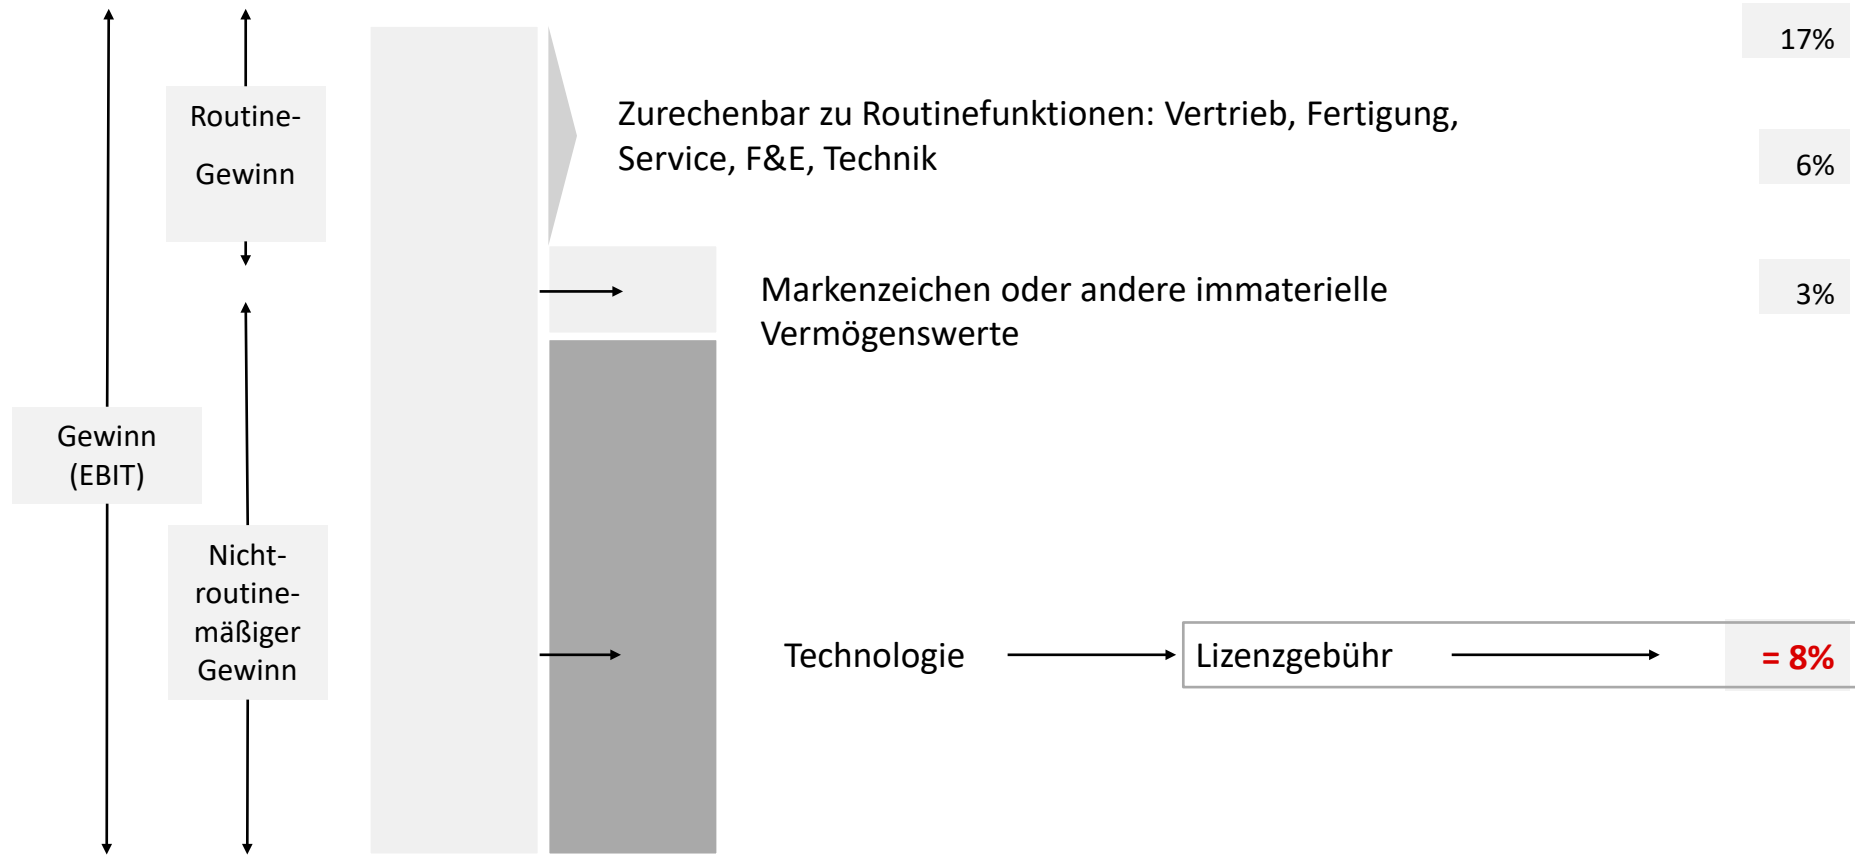 17%
Routine-
Gewinn
Zurechenbar zu Routinefunktionen: Vertrieb, Fertigung,
Service, F&E, Technik
6%
Markenzeichen oder andere immaterielle
Vermögenswerte
3%
Gewinn
(EBIT)
Nicht-
routine-
mäßiger
Gewinn
Technologie
Lizenzgebühr
= 8%